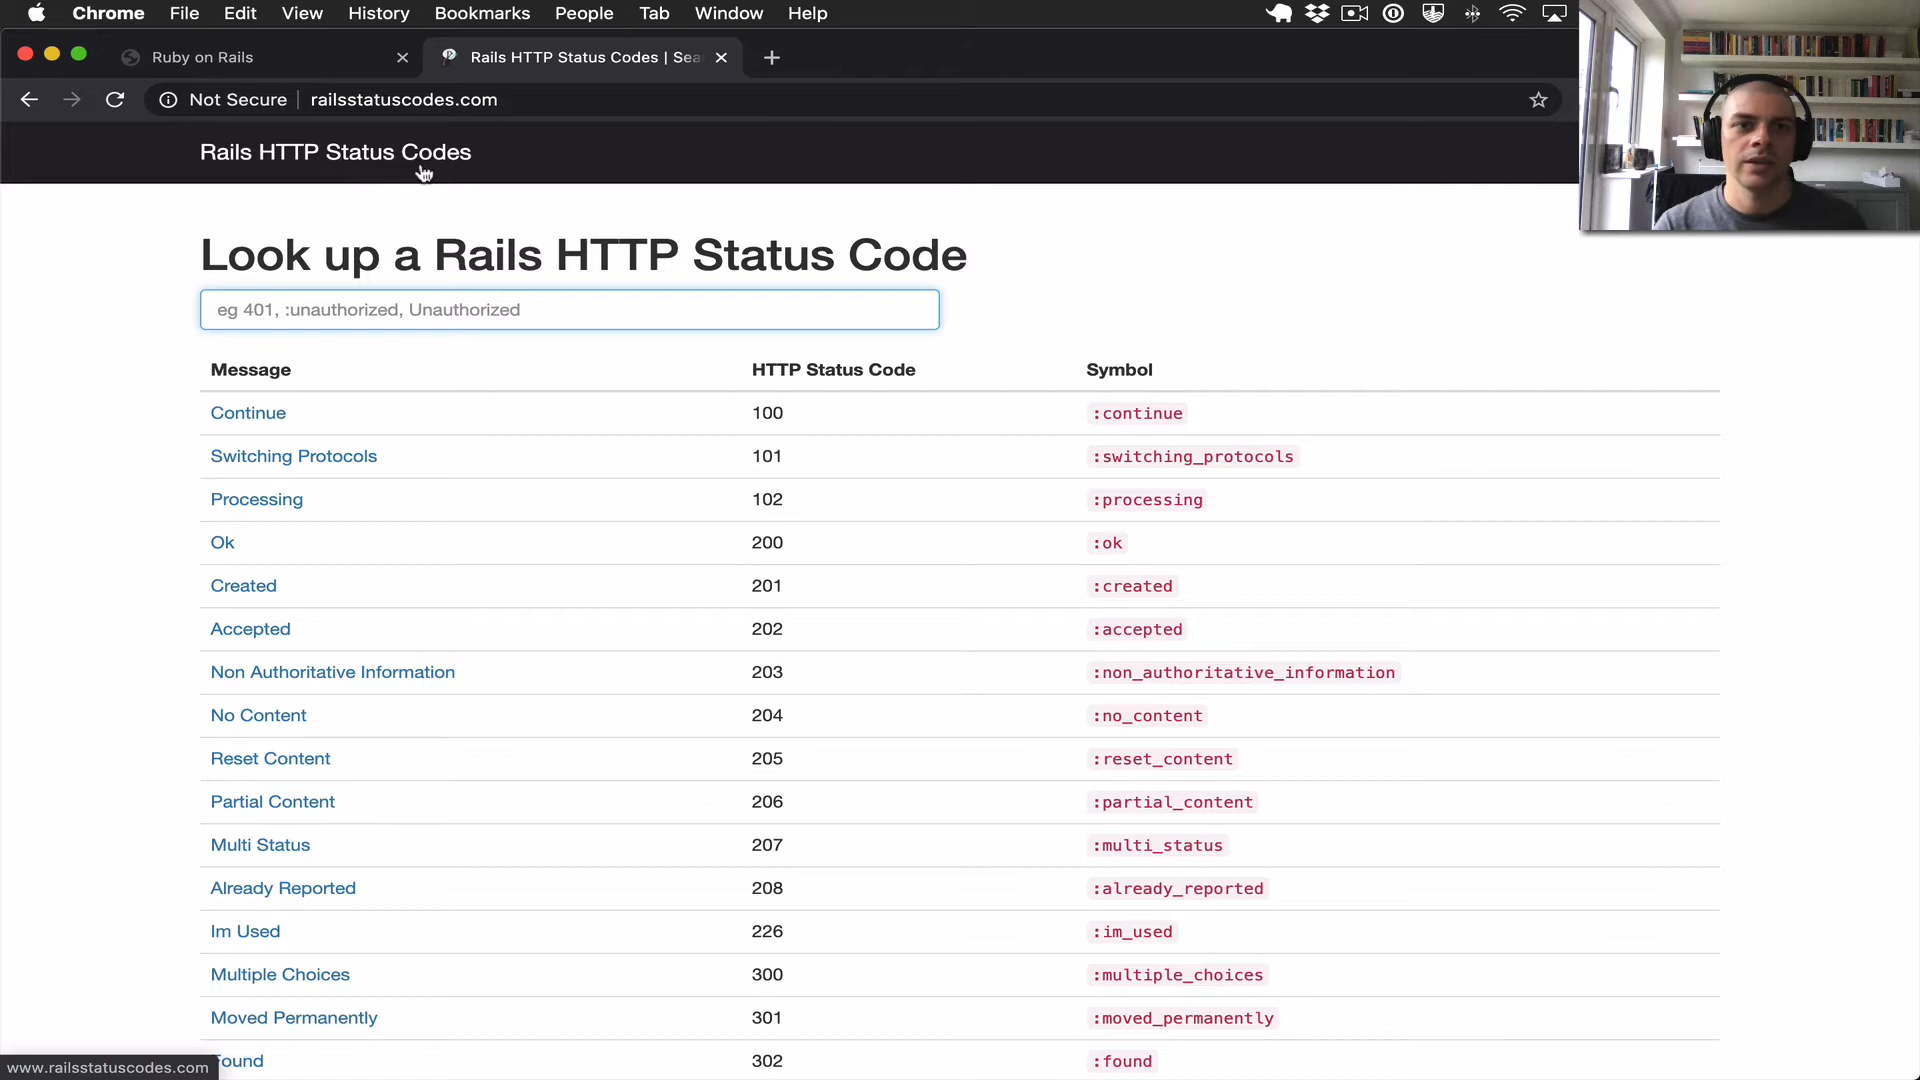 Chrome File Edit View History Bookmarks People Tab Window Help
Ruby on Rails
Rails HTTP Status Codes | Sea
Not Secure railsstatuscodes.com
Rails HTTP Status Codes
Look up a Rails HTTP Status Code
eg 401, :unauthorized, Unauthorized
Message HTTP Status Code Symbol
Continue 100 :continue
Switching Protocols 101 :switching_protocols
Processing 102 :processing
Ok 200 :ok
Created 201 :created
Accepted 202 :accepted
Non Authoritative Information 203 :non_authoritative_information
No Content 204 :no_content
Reset Content 205 :reset_content
Partial Content 206 :partial_content
Multi Status 207 :multi_status
Already Reported 208 :already_reported
Im Used 226 :im_used
Multiple Choices 300 :multiple_choices
Moved Permanently 301 :moved_permanently
Found 302 :found
www.railsstatuscodes.com